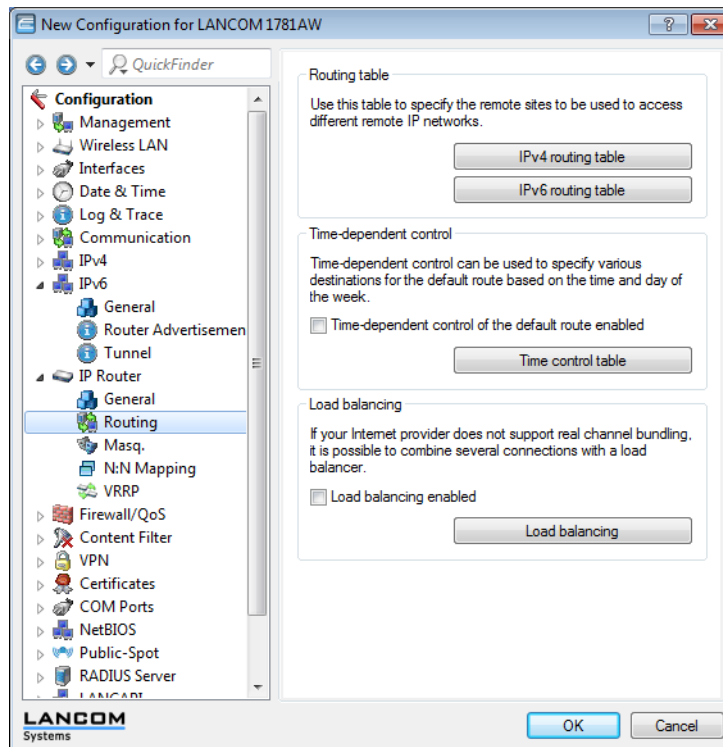 New Configuration for LANCOM 1781AW
QuickFinder
Configuration
Management
Wireless LAN
Interfaces
Date & Time
Log & Trace
Communication
IPv4
IPv6
General
Router Advertisemen
Tunnel
IP Router
General
Routing
Masq.
N:N Mapping
VRRP
Firewall/QoS
Content Filter
VPN
Certificates
COM Ports
NetBIOS
Public-Spot
RADIUS Server
LANCAPI
Routing table
Use this table to specify the remote sites to be used to access
different remote IP networks.
IPv4 routing table
IPv6 routing table
Time-dependent control
Time-dependent control can be used to specify various
destinations for the default route based on the time and day of
the week.
Time-dependent control of the default route enabled
Time control table
Load balancing
If your Internet provider does not support real channel bundling,
it is possible to combine several connections with a load
balancer.
Load balancing enabled
Load balancing
LANCOM
Systems
OK
Cancel